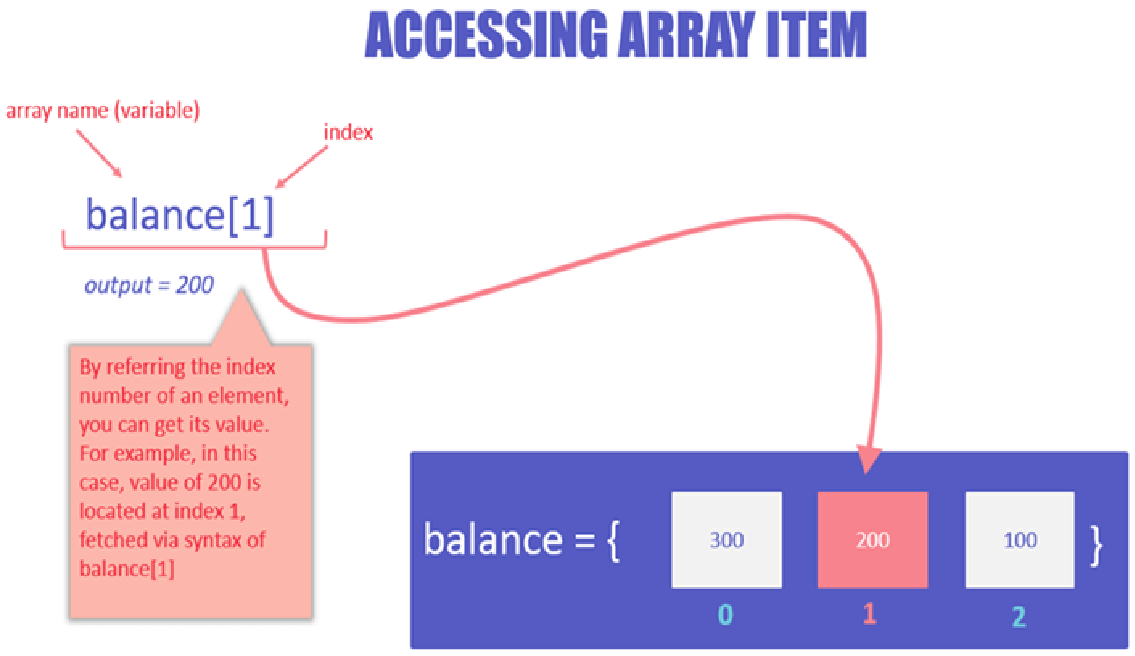 ACCESSING ARRAY ITEM
array name (variable)
index
balance[1]
output = 200
By referring the index
number of an element,
you can get its value.
For example, in this
case, value of 200 is
located at index 1,
fetched via syntax of
balance[1]
balance = { 300 200 100 }
0 1 2